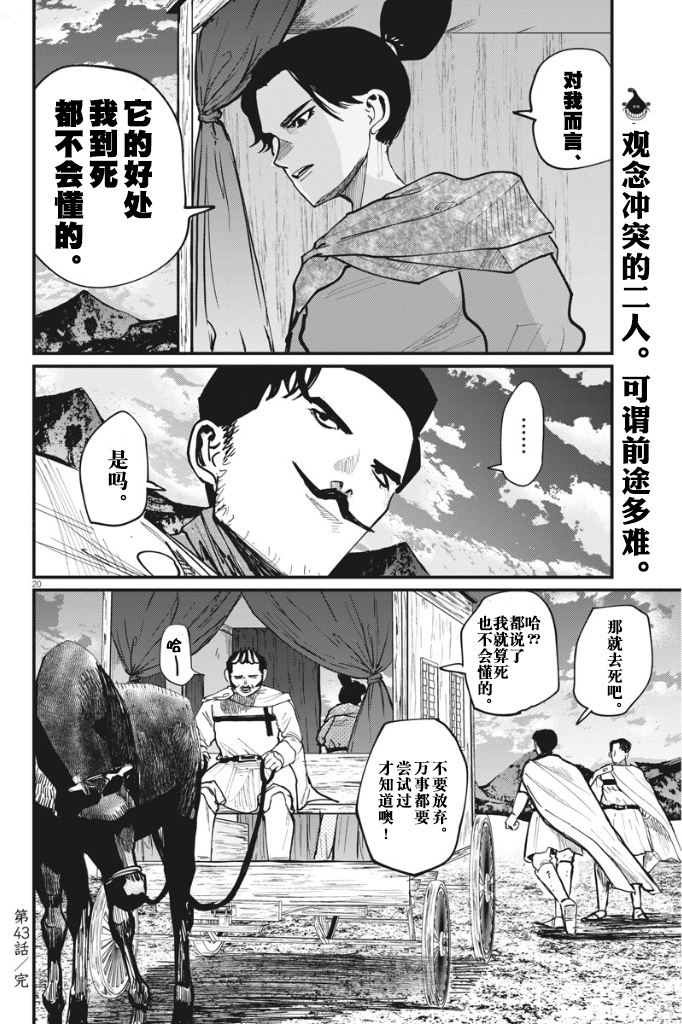 观念冲突的二人。可谓前途多难。
对我而言、
它的好处
我到死
都不会懂的。
……
是吗。
20
那就去死吧。
哈??
都说了
我就算死
也不会懂的。
不要放弃。
万事都要
尝试过
才知道噢！
哈—
第43話／完